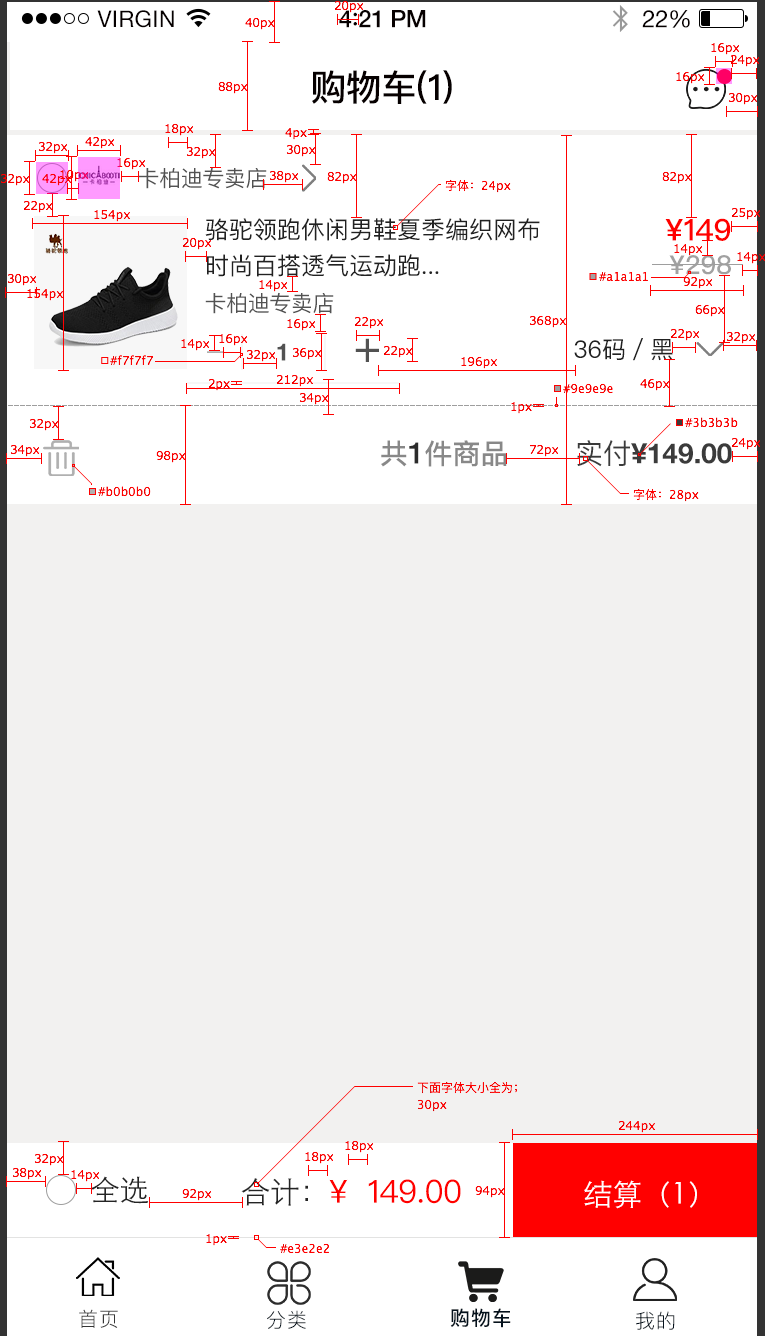 VIRGIN 4:21 PM 22%
20px
40px
购物车(1)
88px
16px
24px
16px
30px
18px
4px
42px
32px
32px
30px
16px
卡柏迪专卖店
38px
82px
82px
32px
42px
22px
字体：24px
154px
骆驼领跑休闲男鞋夏季编织网布
¥149
25px
20px
时尚百搭透气运动跑...
14px
¥298
14px
#a1a1a1
30px
154px
14px
92px
卡柏迪专卖店
66px
16px
368px
22px
14px
16px
22px
32px
#f7f7f7
32px
1
36px
+
22px
36码 / 黑
196px
2px
212px
34px
46px
#9e9e9e
1px
32px
#3b3b3b
34px
98px
共1件商品
72px
实付¥149.00
24px
#b0b0b0
字体：28px
下面字体大小全为；
30px
244px
32px
18px
18px
38px
14px
全选
92px
合计：¥ 149.00
94px
结算（1）
1px
#e3e2e2
首页
分类
购物车
我的